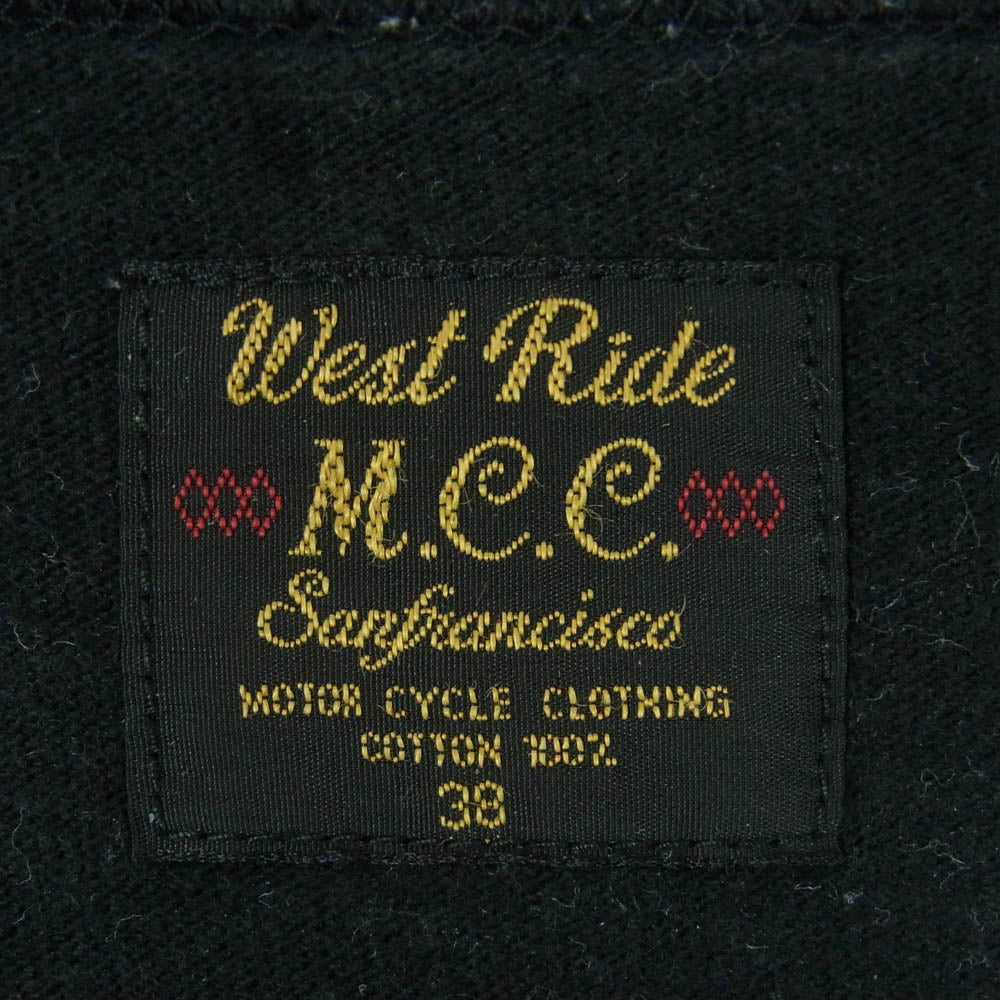 West Ride
M.C.C.
Sanfrancisco
MOTOR CYCLE CLOTHING
COTTON 100%
38